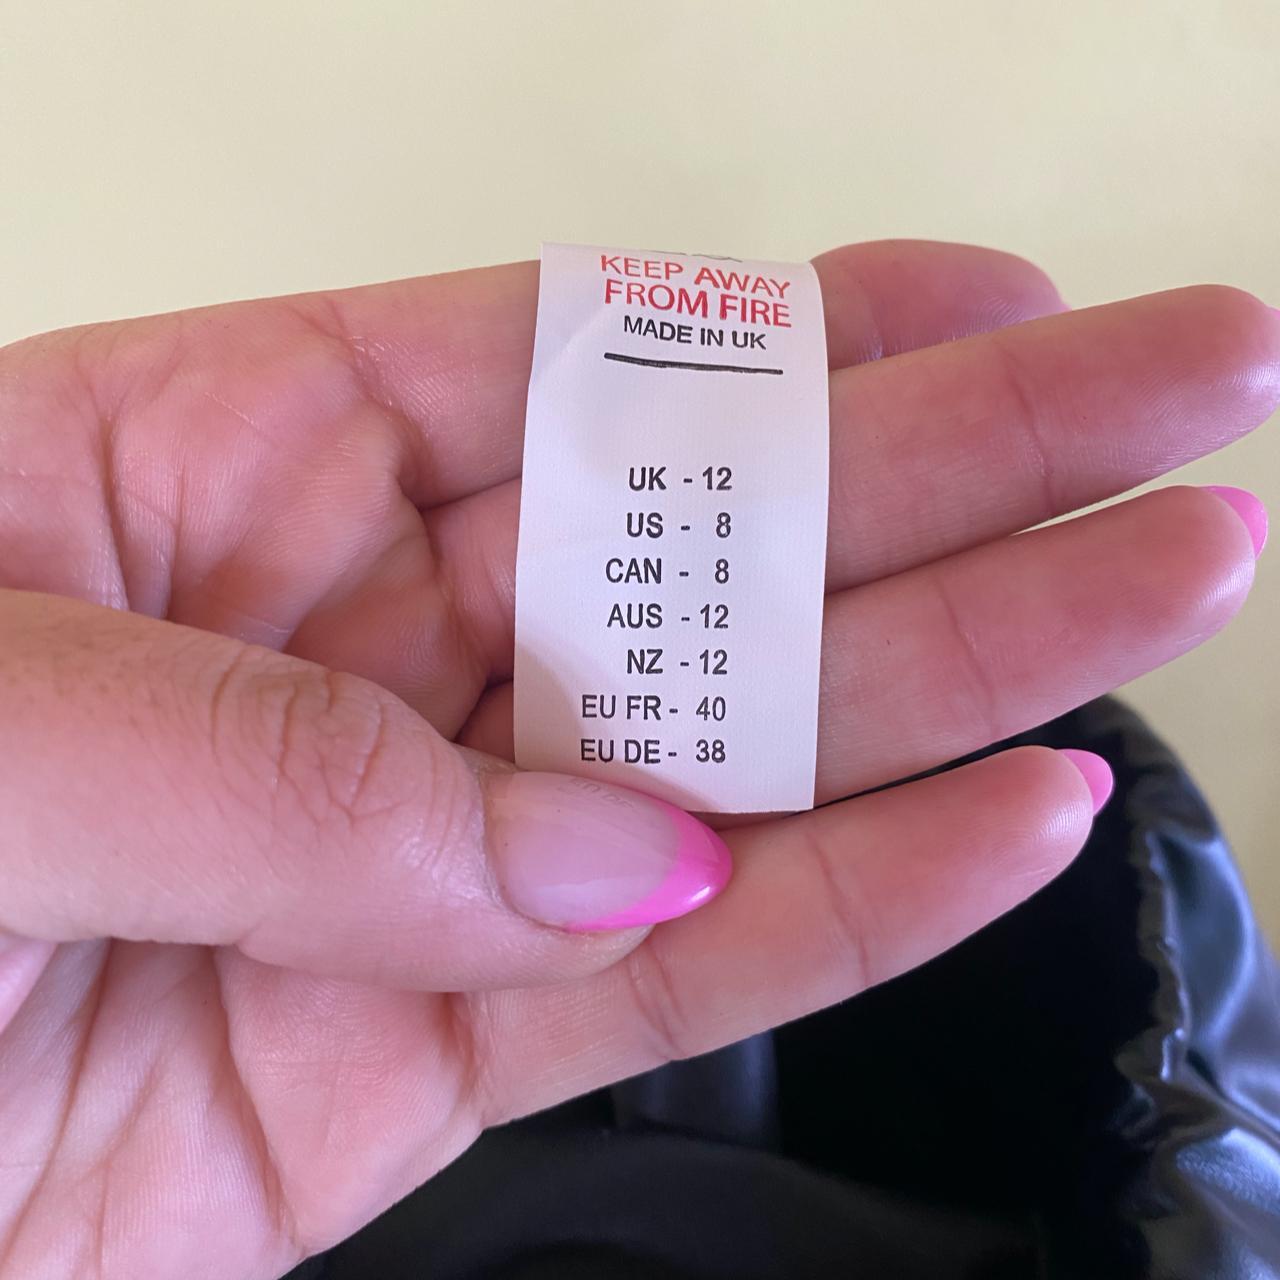 KEEP AWAY
FROM FIRE
MADE IN UK
UK - 12
US - 8
CAN - 8
AUS - 12
NZ - 12
EU FR - 40
EU DE - 38